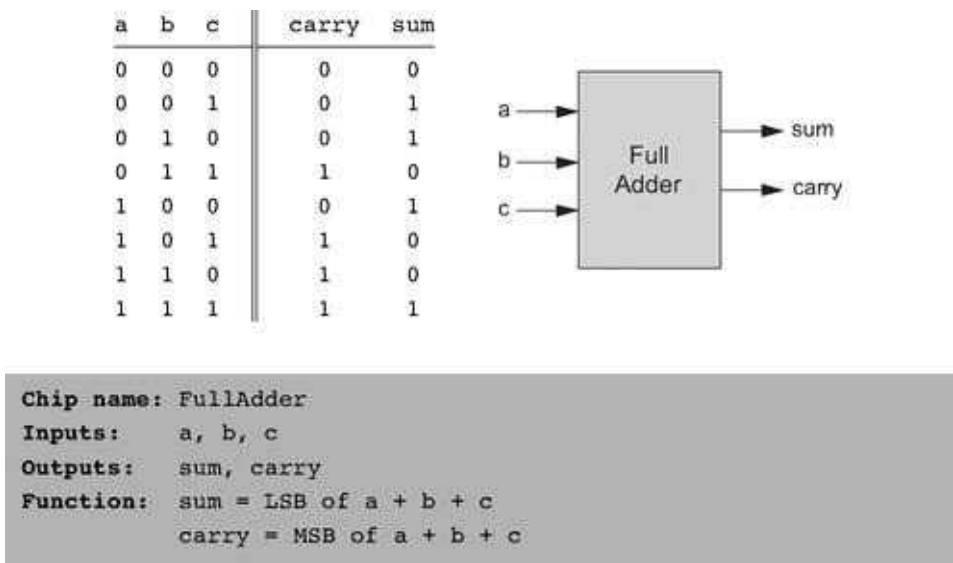 a b c carry sum
0 0 0 0 0
0 0 1 0 1
0 1 0 0 1
0 1 1 1 0
1 0 0 0 1
1 0 1 1 0
1 1 0 1 0
1 1 1 1 1
a
b
c
Full
Adder
sum
carry
Chip name: FullAdder
Inputs: a, b, c
Outputs: sum, carry
Function: sum = LSB of a + b + c
carry = MSB of a + b + c